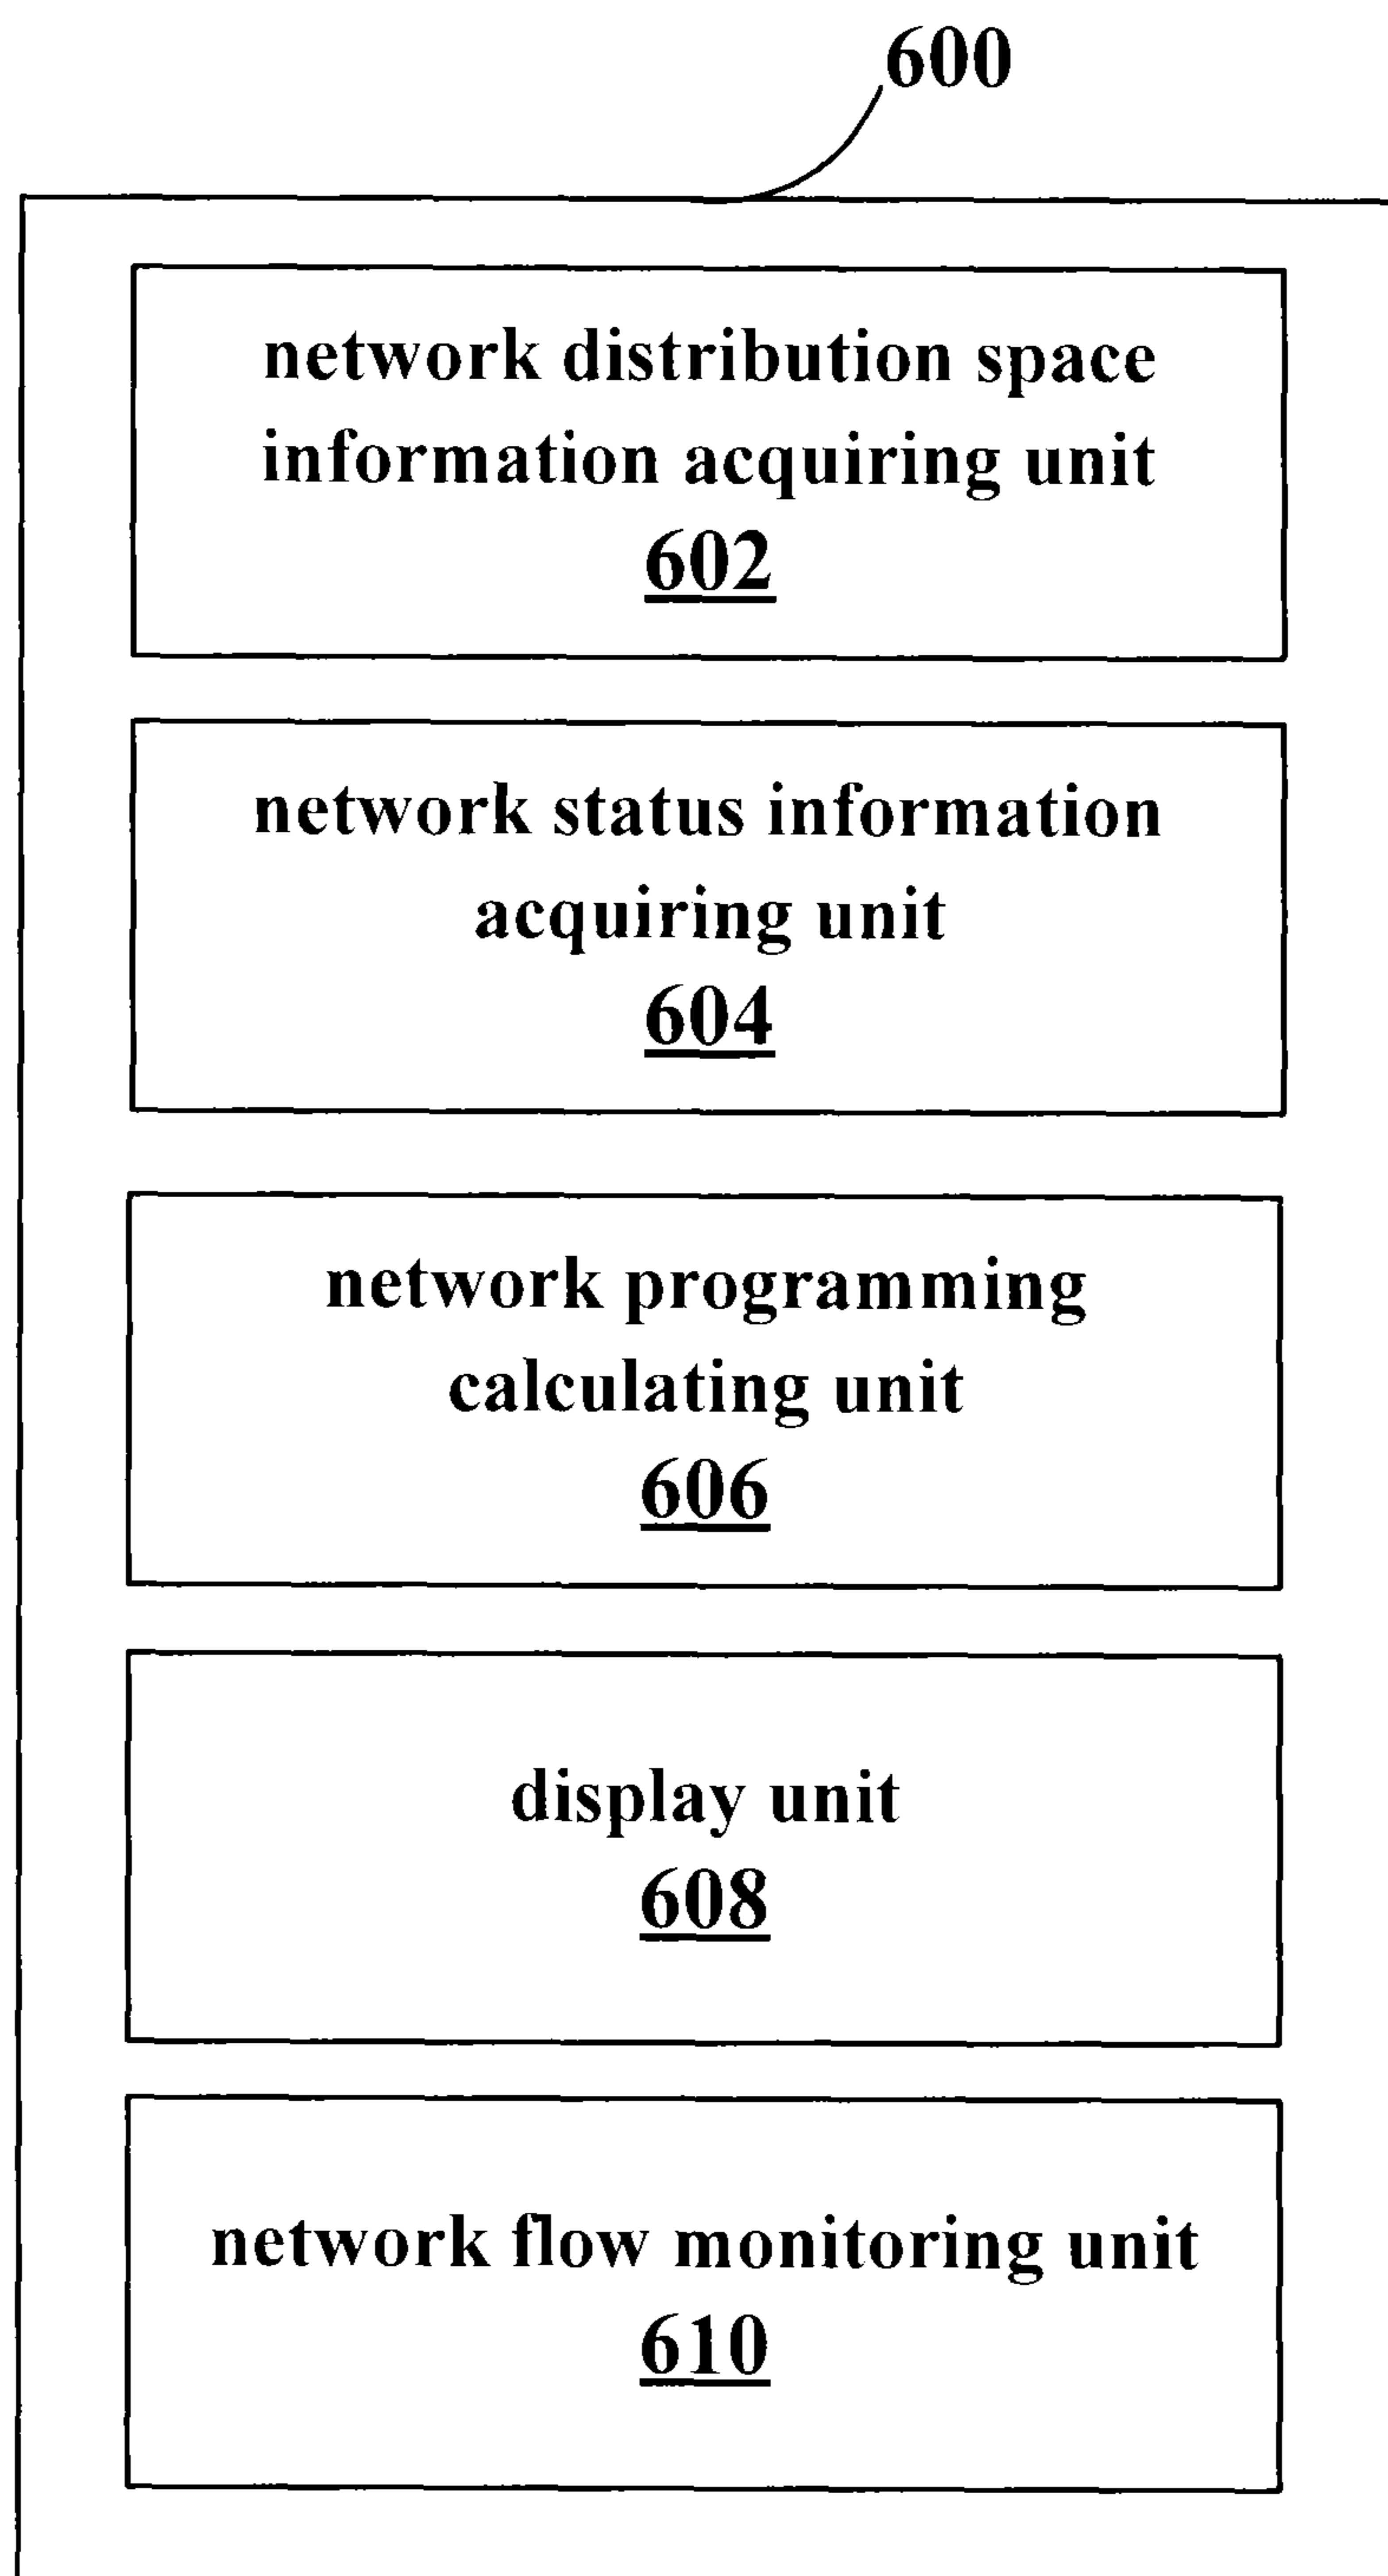 600
network distribution space
information acquiring unit
602
network status information
acquiring unit
604
network programming
calculating unit
606
display unit
608
network flow monitoring unit
610